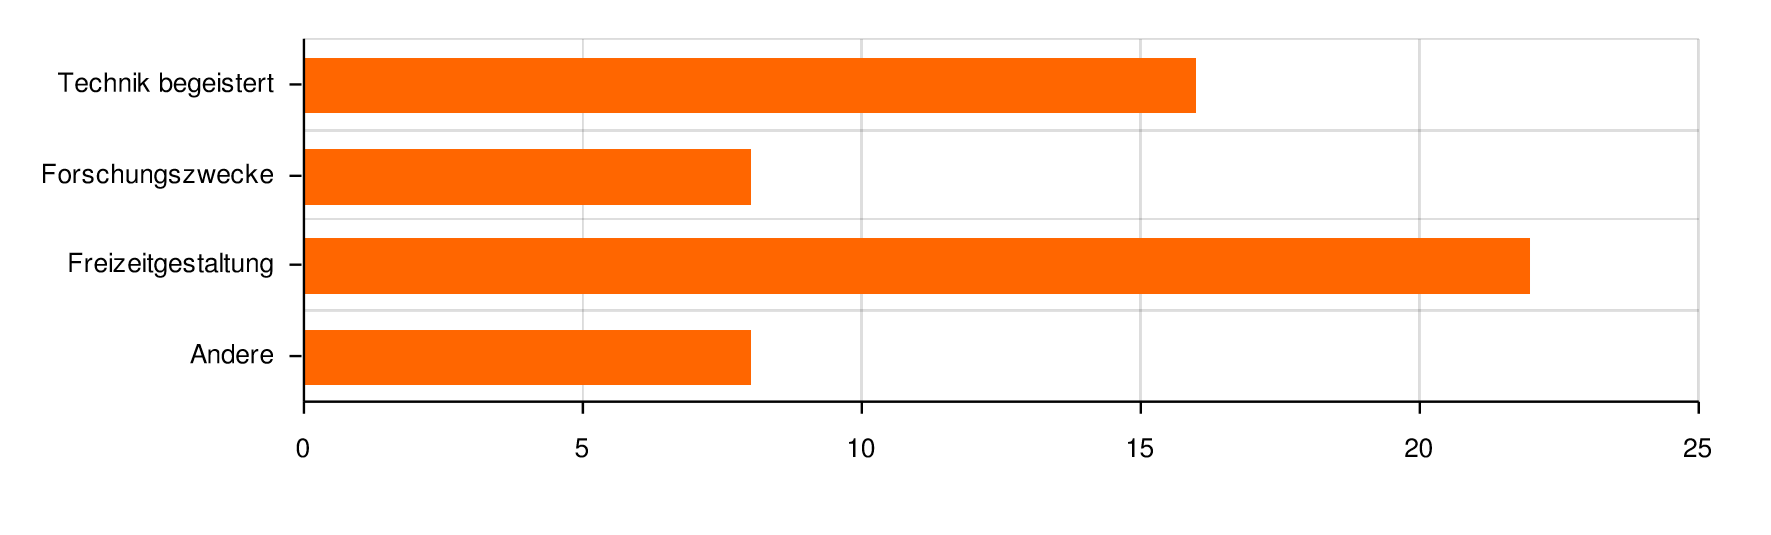 Technik begeistert
Forschungszwecke
Freizeitgestaltung
Andere
0 5 10 15 20 25